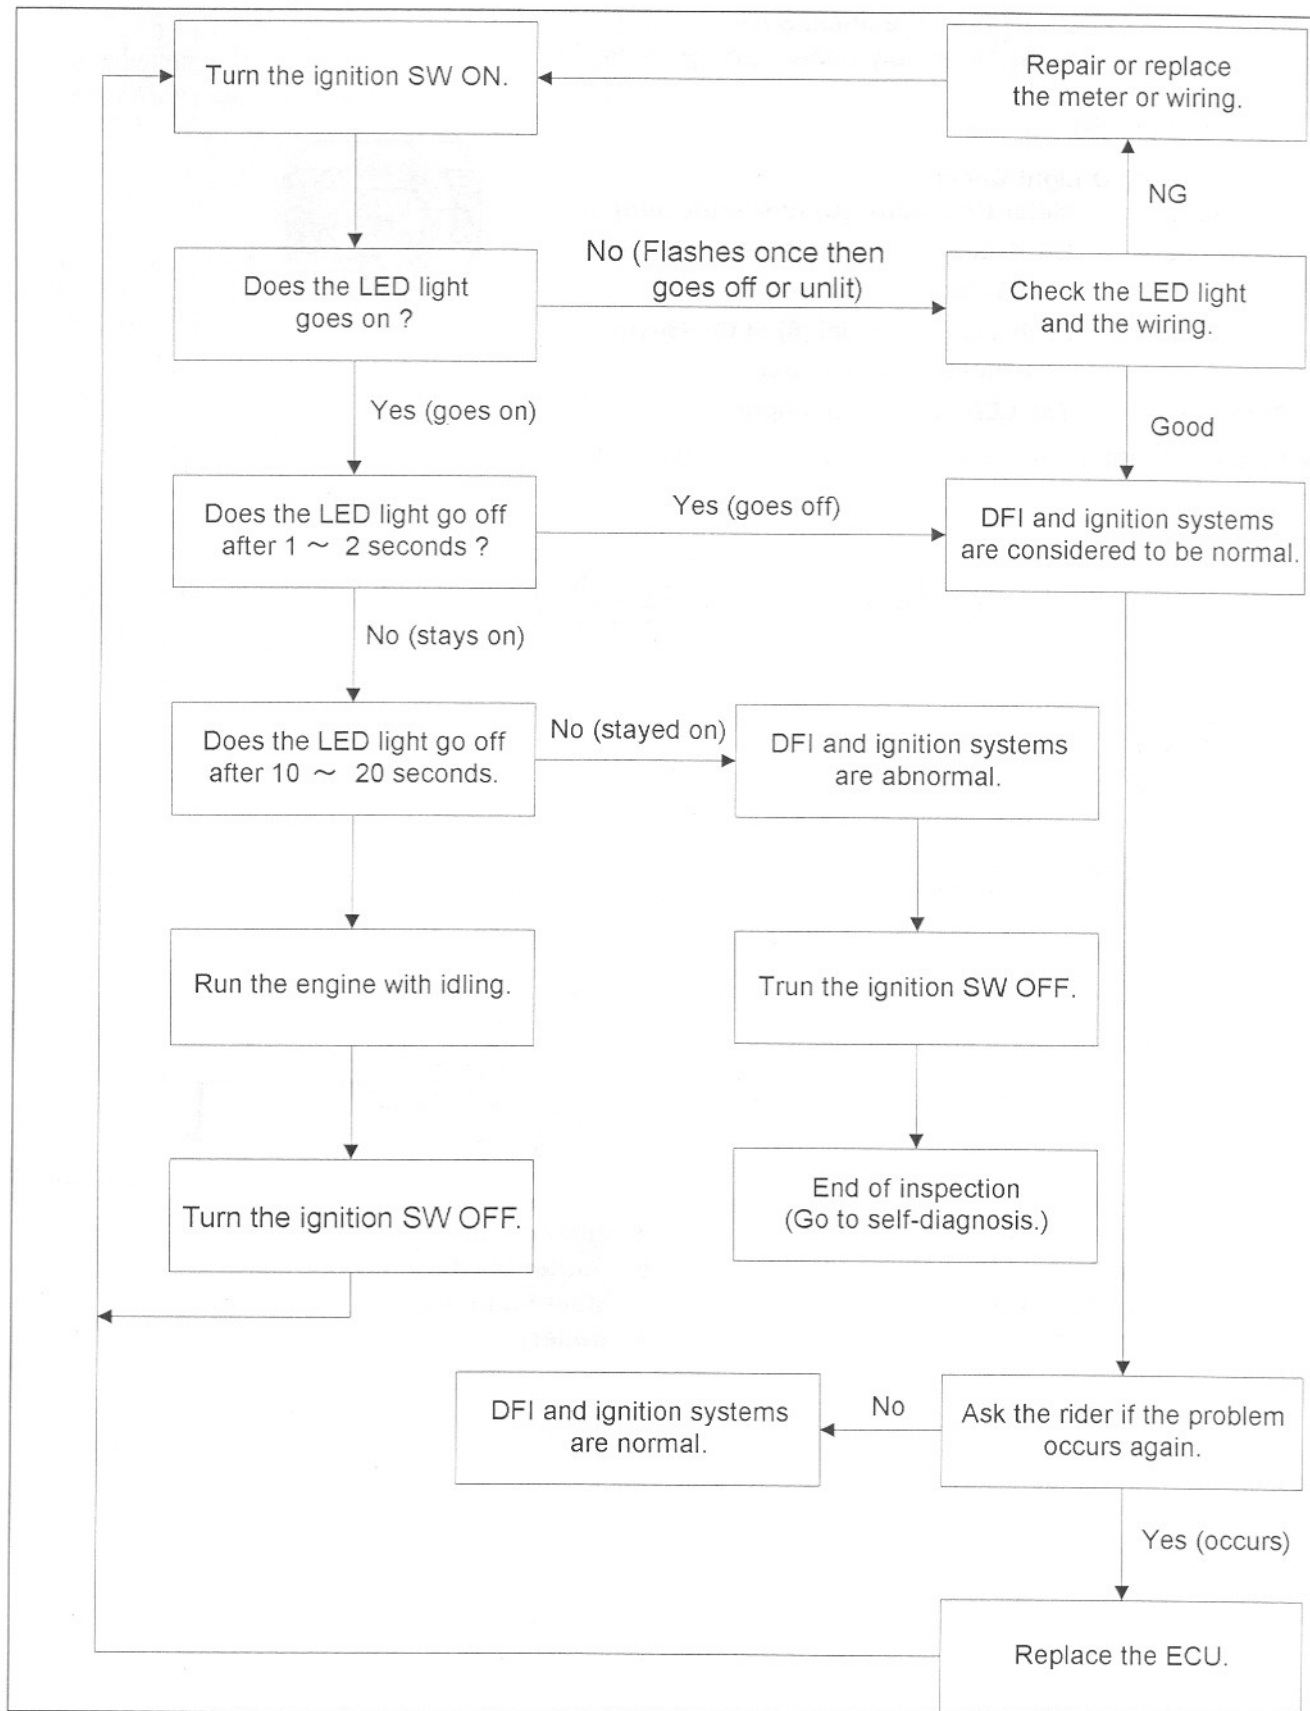 Turn the ignition SW ON.
Repair or replace
the meter or wiring.
NG
Does the LED light
goes on ?
No (Flashes once then
goes off or unlit)
Check the LED light
and the wiring.
Yes (goes on)
Good
Does the LED light go off
after 1 ～ 2 seconds ?
Yes (goes off)
DFI and ignition systems
are considered to be normal.
No (stays on)
Does the LED light go off
after 10 ～ 20 seconds.
No (stayed on)
DFI and ignition systems
are abnormal.
Run the engine with idling.
Trun the ignition SW OFF.
Turn the ignition SW OFF.
End of inspection
(Go to self-diagnosis.)
DFI and ignition systems
are normal.
No
Ask the rider if the problem
occurs again.
Yes (occurs)
Replace the ECU.